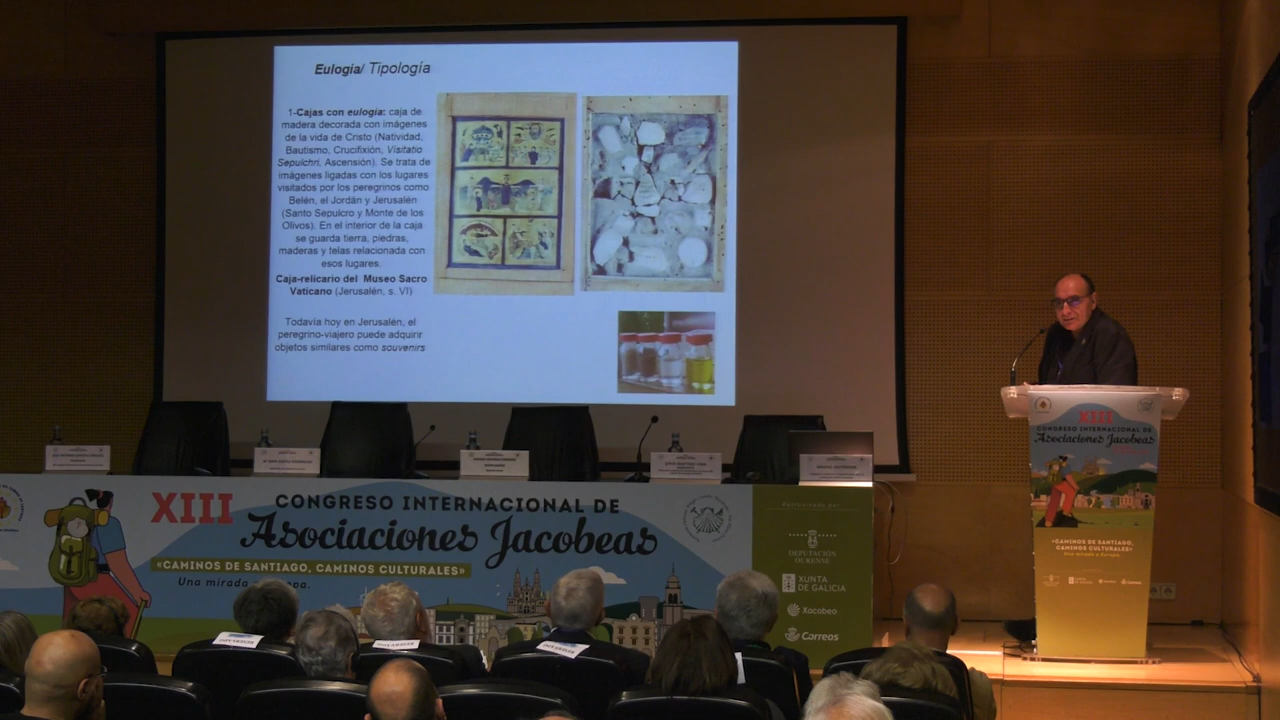 Eulogia/ Tipología
1-Cajas con eulogia: caja de
madera decorada con imágenes
de la vida de Cristo (Natividad,
Bautismo, Crucifixión, Visitatio
Sepulchri, Ascensión). Se trata de
imágenes ligadas con los lugares
visitados por los peregrinos como
Belén, el Jordán y Jerusalén
(Santo Sepulcro y Monte de los
Olivos). En el interior de la caja
se guarda tierra, piedras,
maderas y telas relacionada con
esos lugares.
Caja-relicario del Museo Sacro
Vaticano (Jerusalén, s. VI)
Todavía hoy en Jerusalén, el
peregrino-viajero puede adquirir
objetos similares como souvenirs
XIII
CONGRESO INTERNACIONAL DE
Asociaciones Jacobeas
«CAMINOS DE SANTIAGO,
CAMINOS CULTURALES»
Una mirada a Europa
XIII CONGRESO INTERNACIONAL DE
Asociaciones Jacobeas
«CAMINOS DE SANTIAGO, CAMINOS CULTURALES»
Una mirada
Patrocinado por
DEPUTACIÓN
OURENSE
XUNTA
DE GALICIA
Xacobeo
Correos